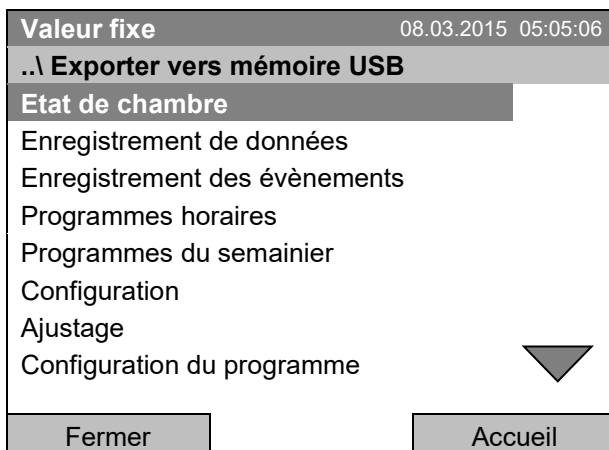 Valeur fixe 08.03.2015 05:05:06
..\ Exporter vers mémoire USB
Etat de chambre
Enregistrement de données
Enregistrement des évènements
Programmes horaires
Programmes du semainier
Configuration
Ajustage
Configuration du programme
Fermer Accueil